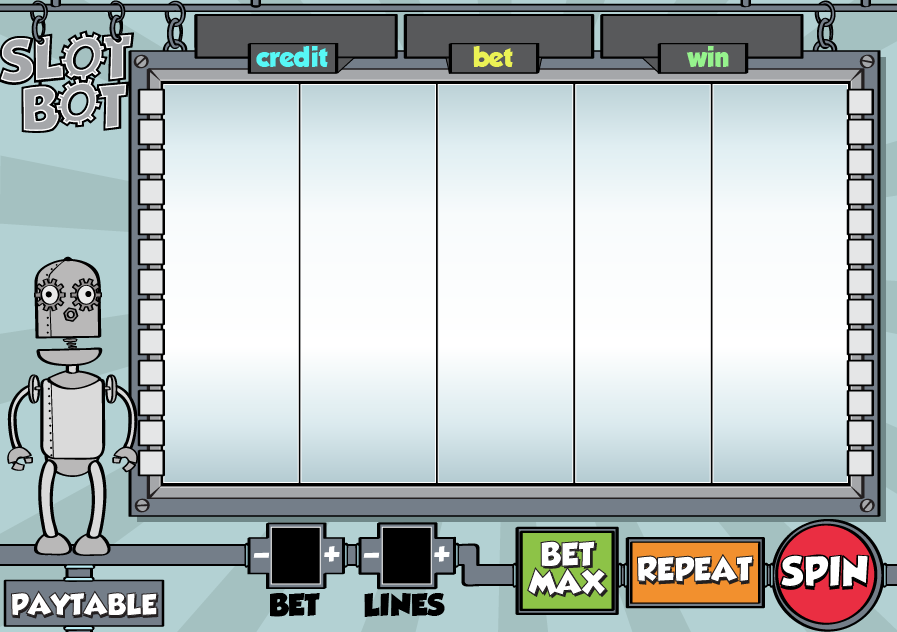 SLOT
BOT
credit
bet
win
- +
- +
BET
LINES
BET
MAX
REPEAT
SPIN
PAYTABLE